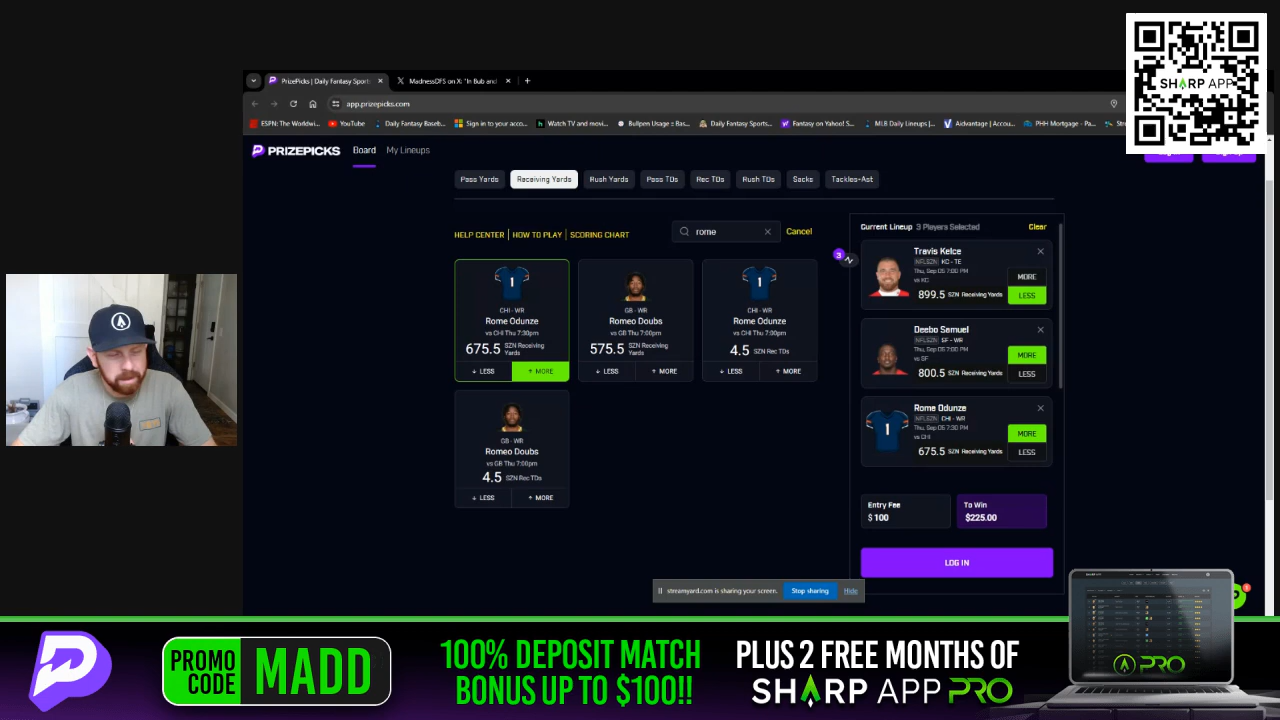 SHARP APP
PrizePicks | Daily Fantasy Sports
MadnessDFS on X: "In Bub and
app.prizepicks.com
ESPN: The Worldwi...
YouTube
Daily Fantasy Baseb...
Sign in to your acco...
Watch TV and movi...
Bullpen Usage :: Bas...
Daily Fantasy Sports...
Fantasy on Yahoo! S...
MLB Daily Lineups |...
Aadvantage | Accou...
PHH Mortgage - Pa...
PRIZEPICKS
Board
My Lineups
Pass Yards
Receiving Yards
Rush Yards
Pass TDs
Rec TDs
Rush TDs
Sacks
Tackles+Ast
HELP CENTER | HOW TO PLAY | SCORING CHART
rome
Cancel
CHI - WR
Rome Odunze
vs CHI Thu 7:30pm
675.5 SZN Receiving
Yards
↓ LESS
↑ MORE
GB - WR
Romeo Doubs
vs GB Thu 7:00pm
575.5 SZN Receiving
Yards
↓ LESS
↑ MORE
CHI - WR
Rome Odunze
vs CHI Thu 7:30pm
4.5 SZN Rec TDs
↓ LESS
↑ MORE
GB - WR
Romeo Doubs
vs GB Thu 7:00pm
4.5 SZN Rec TDs
↓ LESS
↑ MORE
3
Current Lineup 3 Players Selected
Clear
Travis Kelce
NFLSZN KC - TE
Thu, Sep 05 7:00 PM
vs KC
899.5 SZN Receiving Yards
MORE
LESS
Deebo Samuel
NFLSZN SF - WR
Thu, Sep 05 7:00 PM
vs SF
800.5 SZN Receiving Yards
MORE
LESS
Rome Odunze
NFLSZN CHI - WR
Thu, Sep 05 7:30 PM
vs CHI
675.5 SZN Receiving Yards
MORE
LESS
Entry Fee
$ 100
To Win
$225.00
LOG IN
streamyard.com is sharing your screen.
Stop sharing
Hide
PROMO
CODE
MADD
100% DEPOSIT MATCH
BONUS UP TO $100!!
PLUS 2 FREE MONTHS OF
SHARP APP PRO
PRO